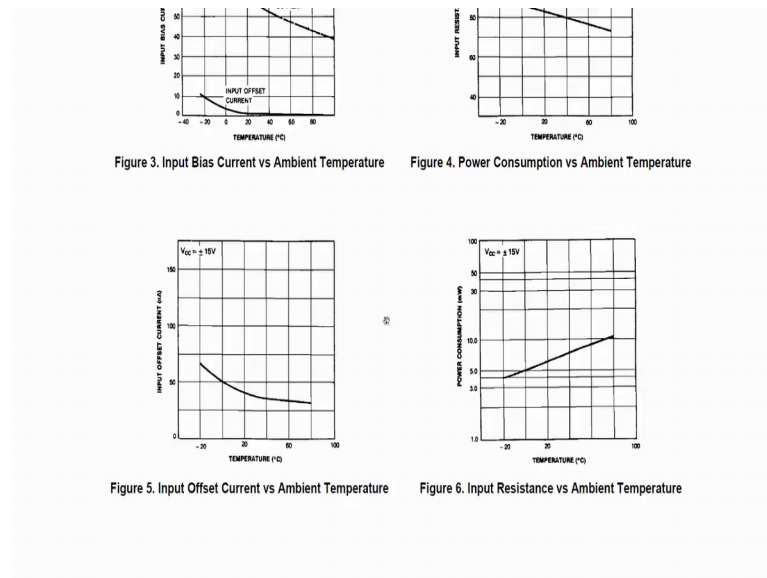 INPUT BIAS CUR
50
40
30
20
10
0
INPUT OFFSET
CURRENT
- 40 - 20 0 20 40 60 80
TEMPERATURE (°C)
Figure 3. Input Bias Current vs Ambient Temperature
INPUT RESIST.
80
60
40
- 20 20 60 100
TEMPERATURE (°C)
Figure 4. Power Consumption vs Ambient Temperature
VCC = ± 15V
INPUT OFFSET CURRENT (nA)
150
100
50
0
- 20 20 60 100
TEMPERATURE (°C)
Figure 5. Input Offset Current vs Ambient Temperature
VCC = ± 15V
POWER CONSUMPTION (mW)
100
50
30
10.0
5.0
3.0
1.0
- 20 20 100
TEMPERATURE (°C)
Figure 6. Input Resistance vs Ambient Temperature